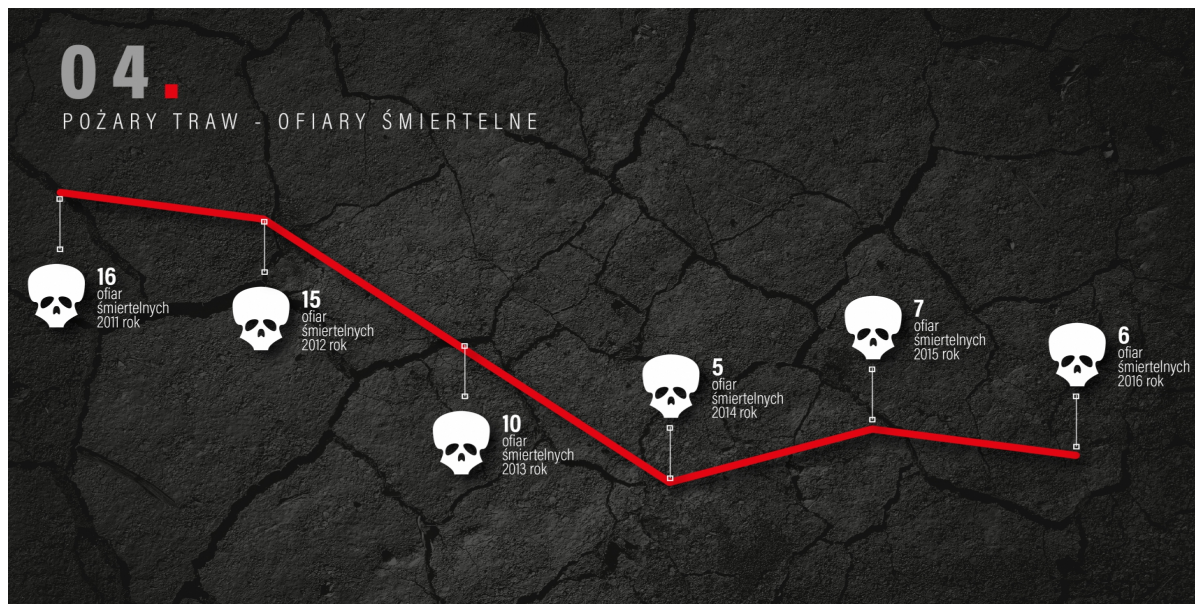 04.
POŻARY TRAW - OFIARY ŚMIERTELNE
16
ofiar
śmiertelnych
2011 rok
15
ofiar
śmiertelnych
2012 rok
10
ofiar
śmiertelnych
2013 rok
5
ofiar
śmiertelnych
2014 rok
7
ofiar
śmiertelnych
2015 rok
6
ofiar
śmiertelnych
2016 rok